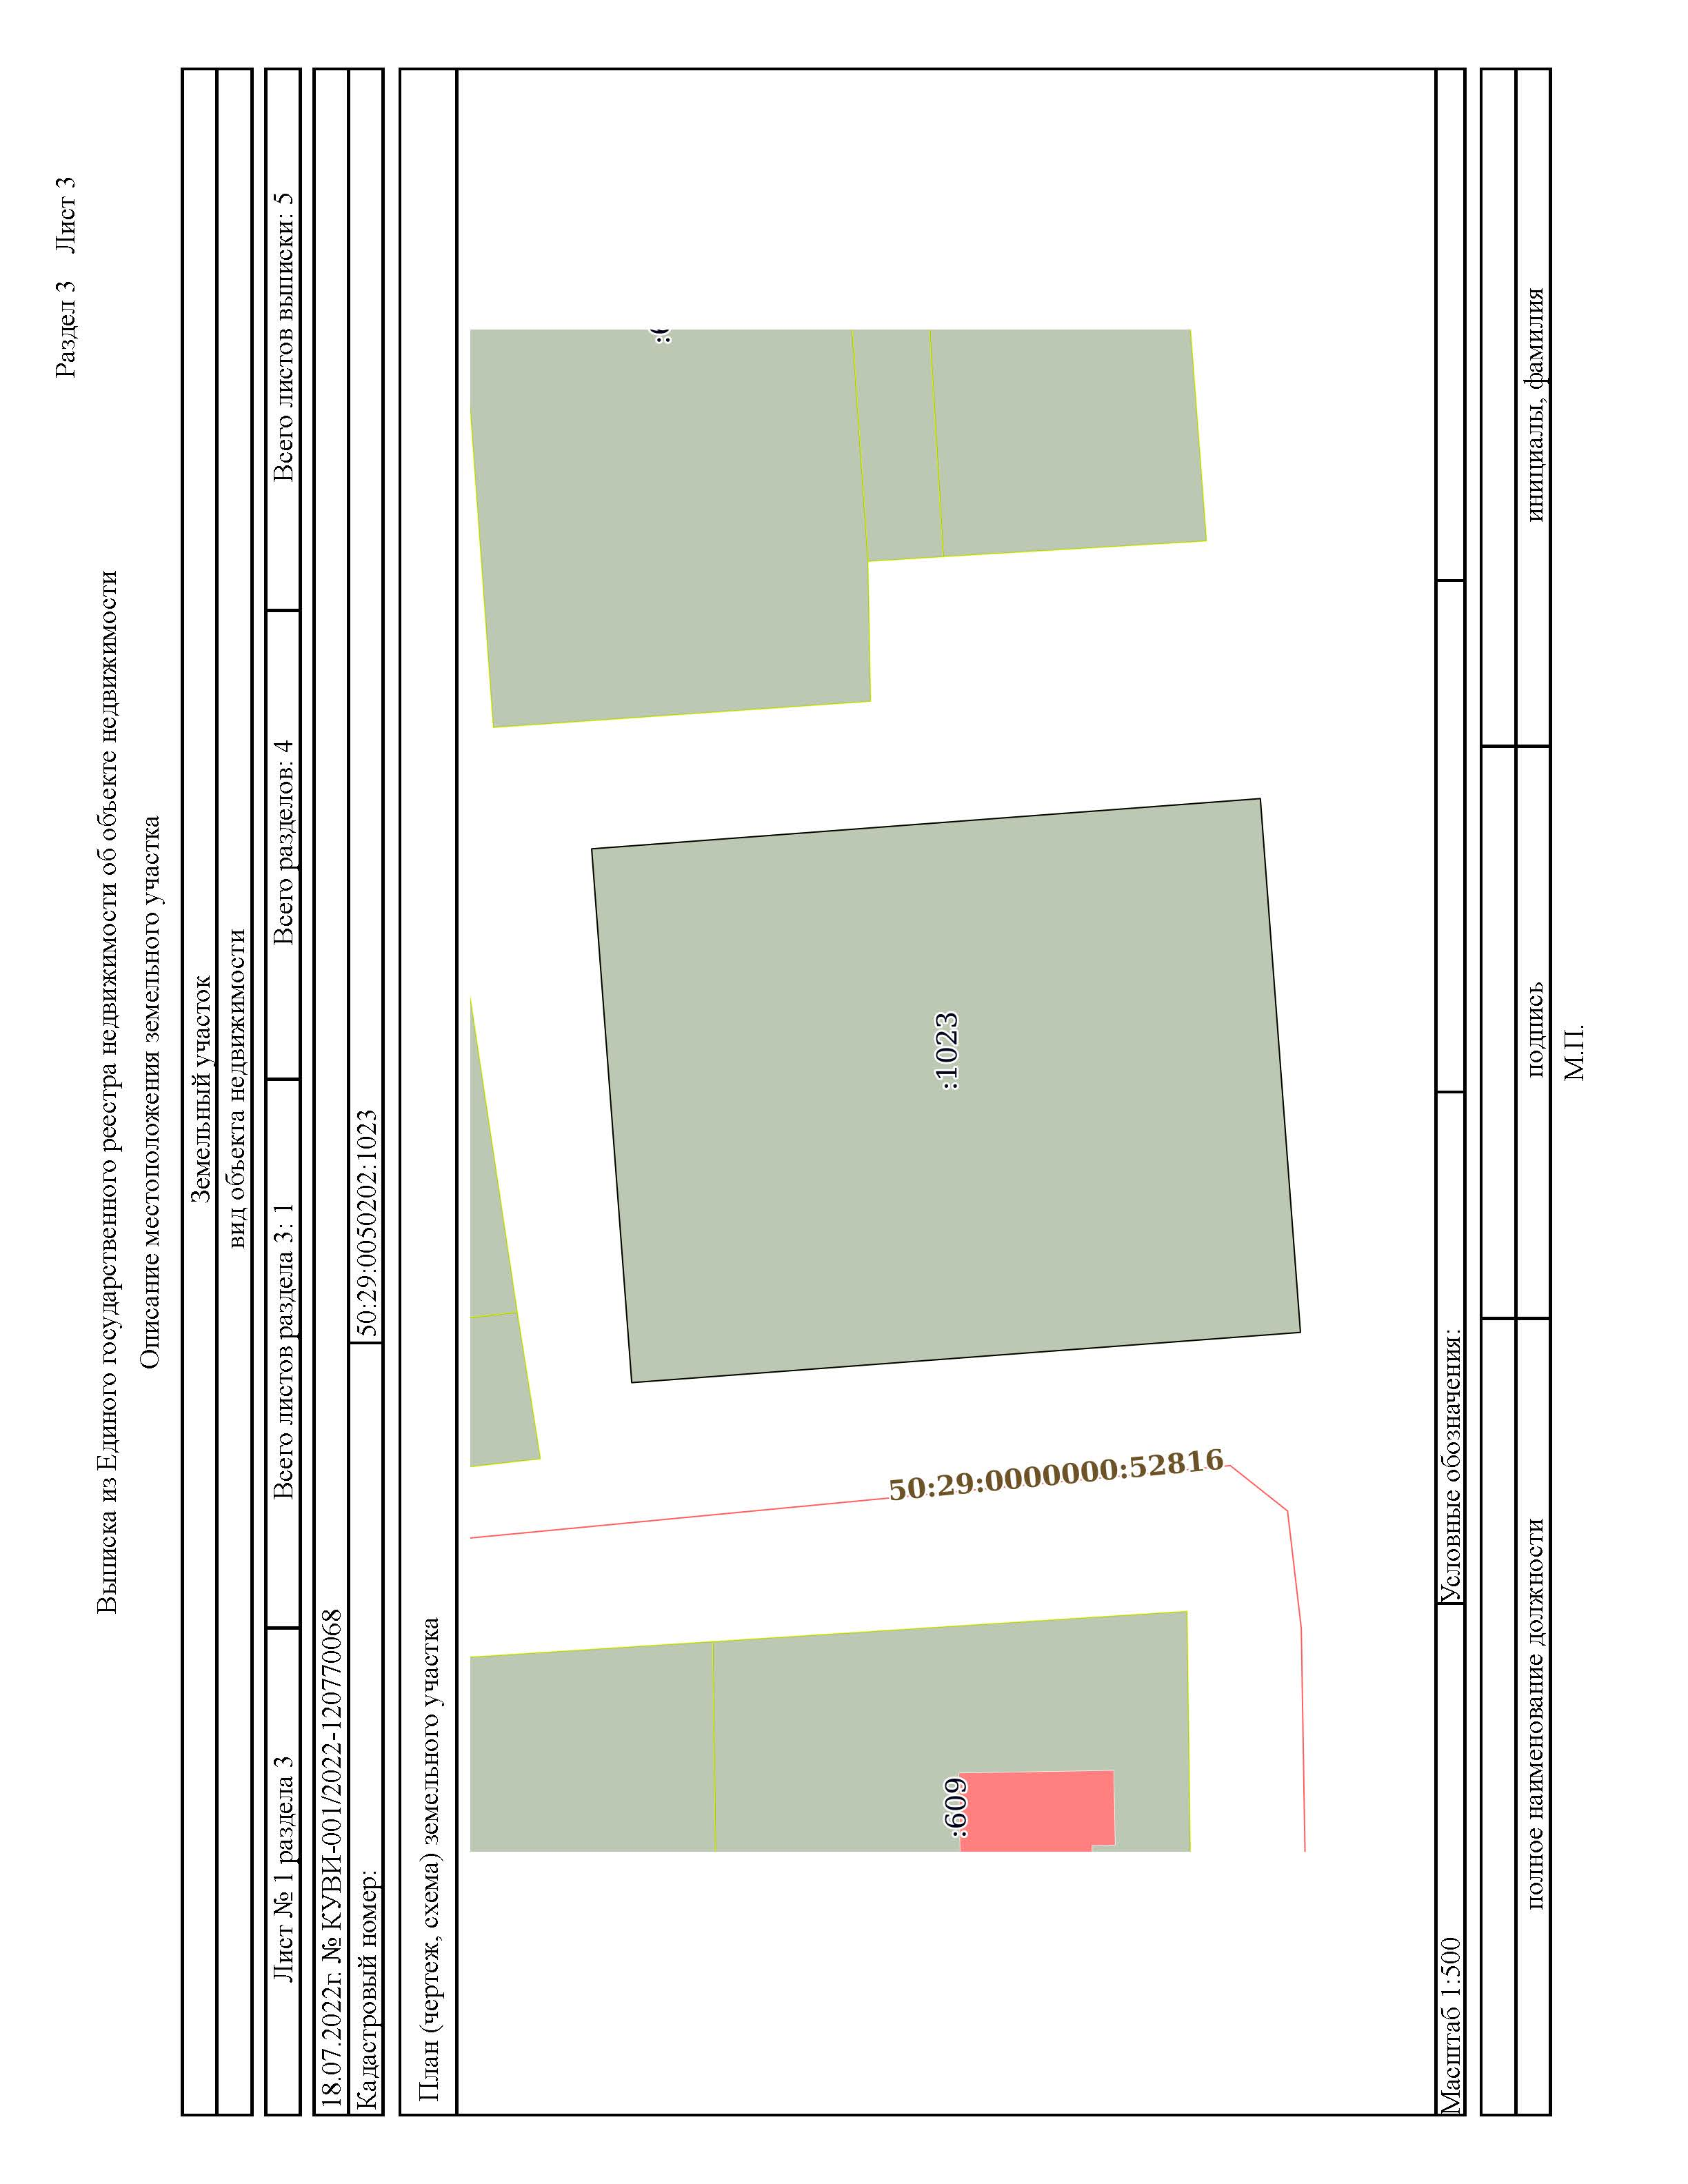 Раздел 3 Лист 3
Выписка из Единого государственного реестра недвижимости об объекте недвижимости
Описание местоположения земельного участка
Земельный участок
вид объекта недвижимости
Лист № 1 раздела 3 Всего листов раздела 3: 1 Всего разделов: 4 Всего листов выписки: 5
18.07.2022г. № КУВИ-001/2022-120770068
Кадастровый номер: 50:29:0050202:1023
План (чертеж, схема) земельного участка
:1023
50:29:0000000:52816
:609
Масштаб 1:500 Условные обозначения:
полное наименование должности подпись инициалы, фамилия
М.П.